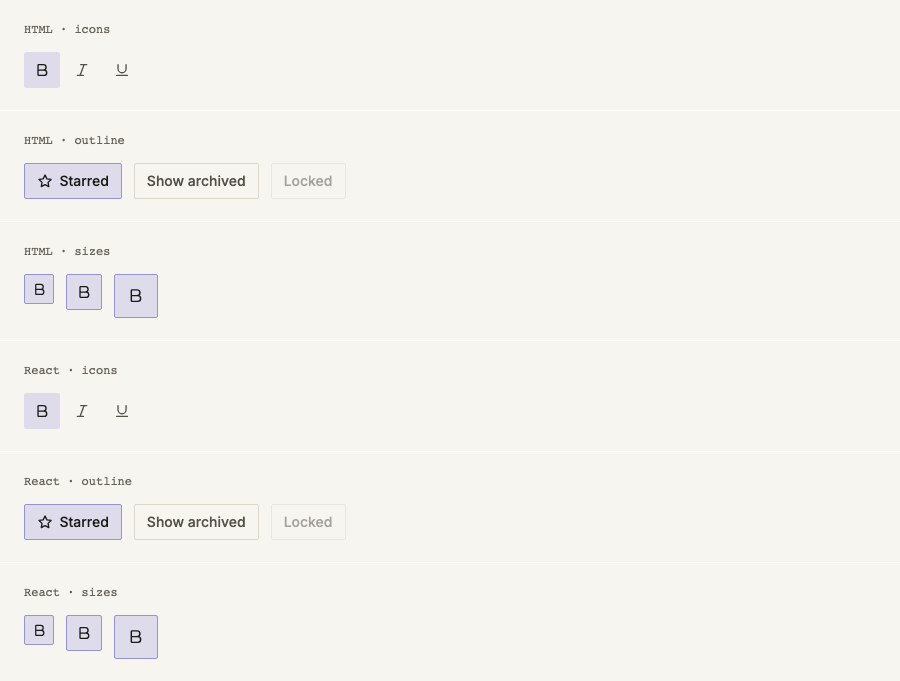 HTML · icons
B I U
HTML · outline
Starred Show archived Locked
HTML · sizes
B B B
React · icons
B I U
React · outline
Starred Show archived Locked
React · sizes
B B B